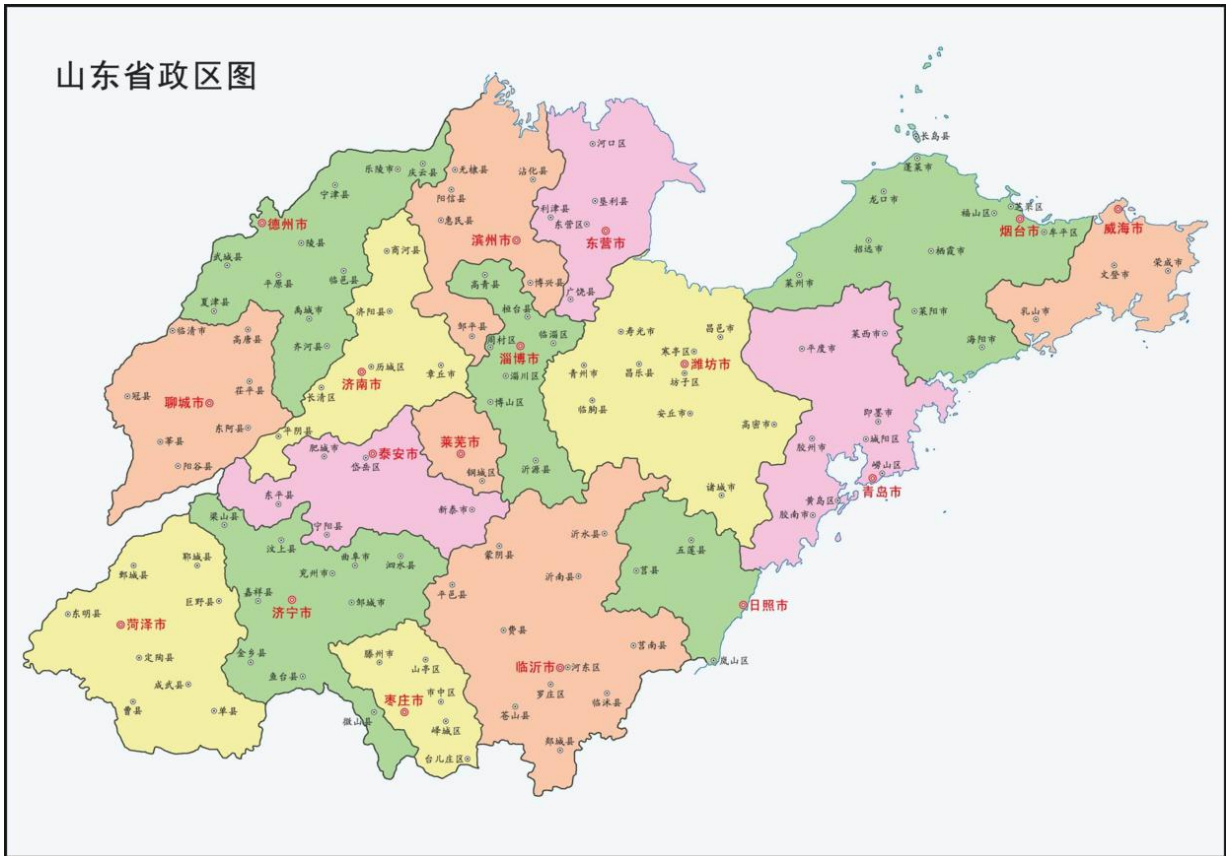 山东省政区图
长岛县
河口区
蓬莱市
乐陵市
庆云县
无棣县
沾化县
宁津县
阳信县
龙口市
福山区
芝罘区
烟台市
牟平区
威海市
垦利县
利津县
东营区
东营市
德州市
惠民县
滨州市
陵县
商河县
招远市
栖霞市
文登市
荣成市
武城县
平原县
临邑县
高青县
博兴县
广饶县
莱州市
夏津县
禹城市
济阳县
桓台县
莱阳市
乳山市
临清市
高唐县
邹平县
周村区
临淄区
淄博市
寿光市
昌邑市
莱西市
海阳市
齐河县
平度市
寒亭区
潍坊市
历城区
济南市
章丘市
淄川区
青州市
昌乐县
坊子区
冠县
茌平县
聊城市
长清区
博山区
临朐县
安丘市
高密市
即墨市
城阳区
莘县
东阿县
平阴县
肥城市
岱岳区
泰安市
莱芜市
胶州市
阳谷县
钢城区
沂源县
崂山区
青岛市
东平县
诸城市
黄岛区
胶南市
梁山县
宁阳县
新泰市
沂水县
郓城县
汶上县
曲阜市
泗水县
蒙阴县
五莲县
鄄城县
兖州市
沂南县
莒县
嘉祥县
平邑县
东明县
巨野县
济宁市
邹城市
日照市
菏泽市
费县
莒南县
定陶县
金乡县
滕州市
山亭区
临沂市
河东区
岚山区
成武县
鱼台县
市中区
罗庄区
临沭县
曹县
单县
枣庄市
微山县
峄城区
苍山县
郯城县
台儿庄区